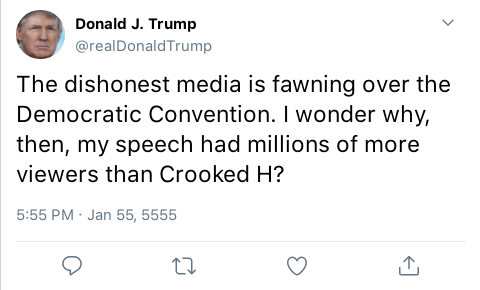 Donald J. Trump
@realDonaldTrump
The dishonest media is fawning over the
Democratic Convention. I wonder why,
then, my speech had millions of more
viewers than Crooked H?
5:55 PM · Jan 55, 5555